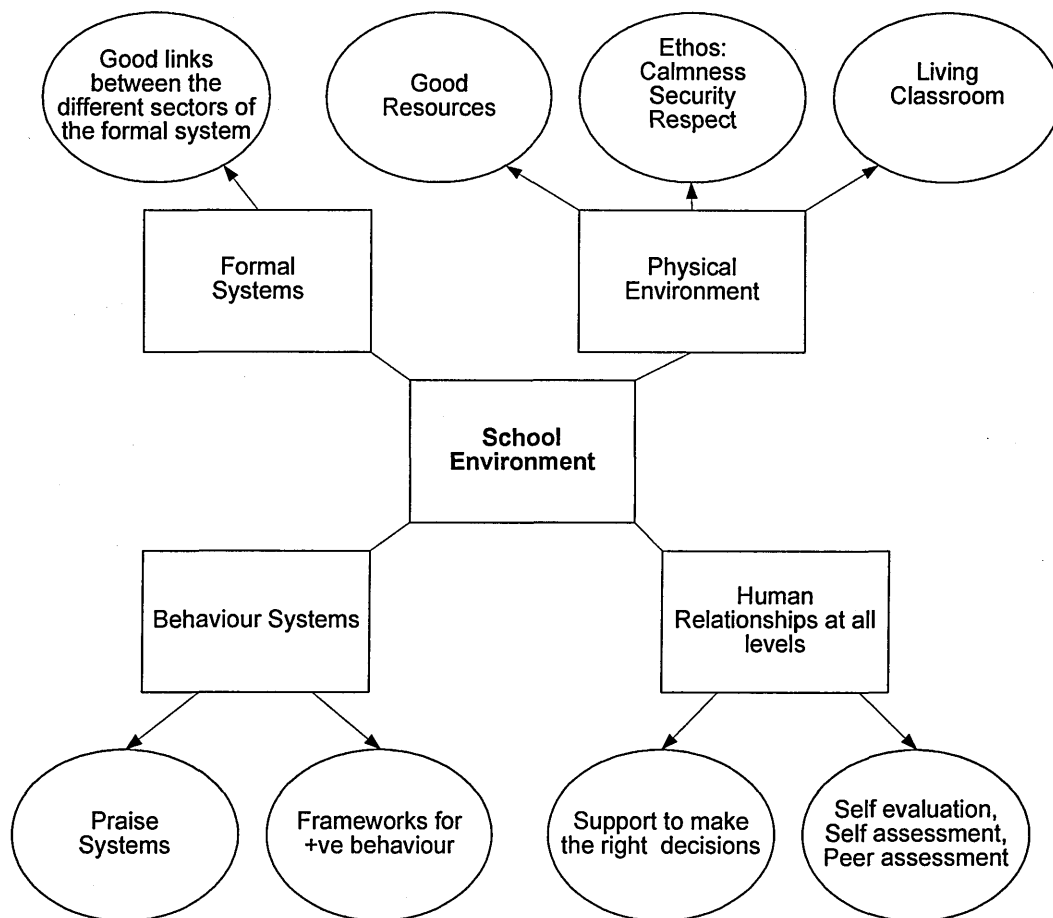 Good links
between the
different sectors of
the formal system
Good
Resources
Ethos:
Calmness
Security
Respect
Living
Classroom
Formal
Systems
Physical
Environment
School
Environment
Behaviour Systems
Human
Relationships at all
levels
Praise
Systems
Frameworks for
+ve behaviour
Support to make
the right decisions
Self evaluation,
Self assessment,
Peer assessment